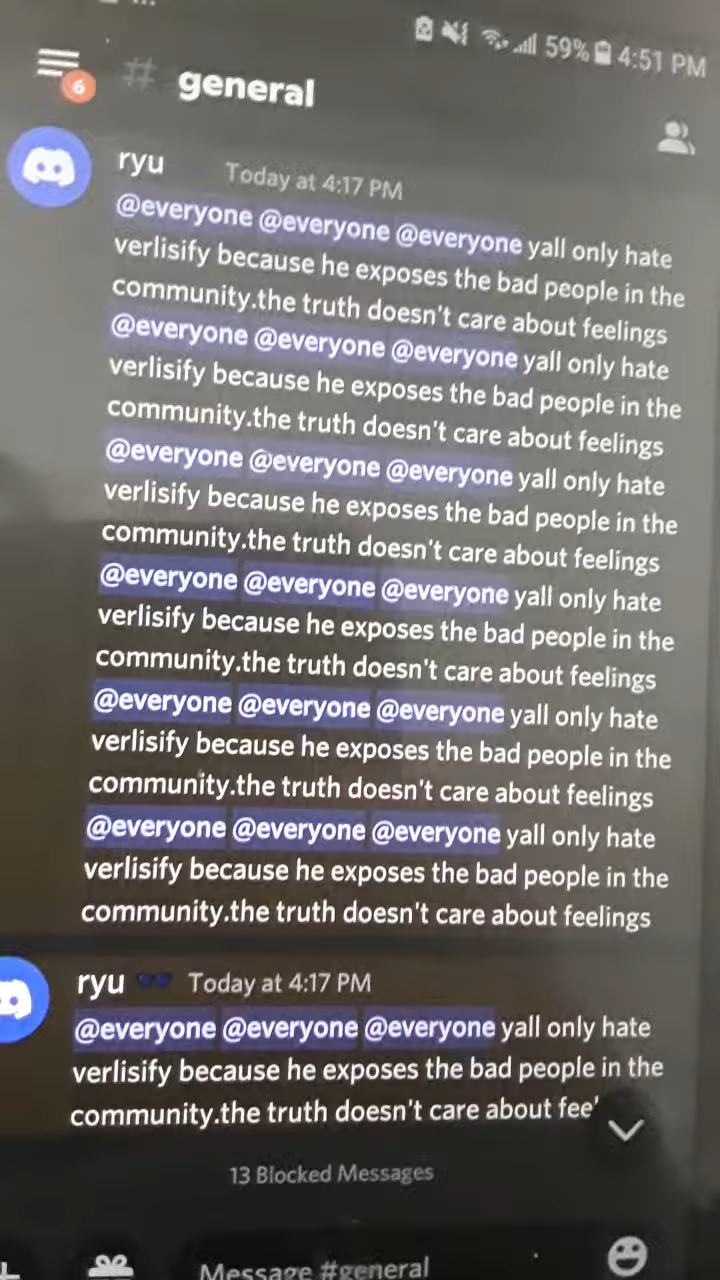 59% 4:51 PM
6
# general
ryu Today at 4:17 PM
@everyone @everyone @everyone yall only hate
verlisify because he exposes the bad people in the
community.the truth doesn't care about feelings
@everyone @everyone @everyone yall only hate
verlisify because he exposes the bad people in the
community.the truth doesn't care about feelings
@everyone @everyone @everyone yall only hate
verlisify because he exposes the bad people in the
community.the truth doesn't care about feelings
@everyone @everyone @everyone yall only hate
verlisify because he exposes the bad people in the
community.the truth doesn't care about feelings
@everyone @everyone @everyone yall only hate
verlisify because he exposes the bad people in the
community.the truth doesn't care about feelings
@everyone @everyone @everyone yall only hate
verlisify because he exposes the bad people in the
community.the truth doesn't care about feelings
ryu Today at 4:17 PM
@everyone @everyone @everyone yall only hate
verlisify because he exposes the bad people in the
community.the truth doesn't care about
13 Blocked Messages
Message #general